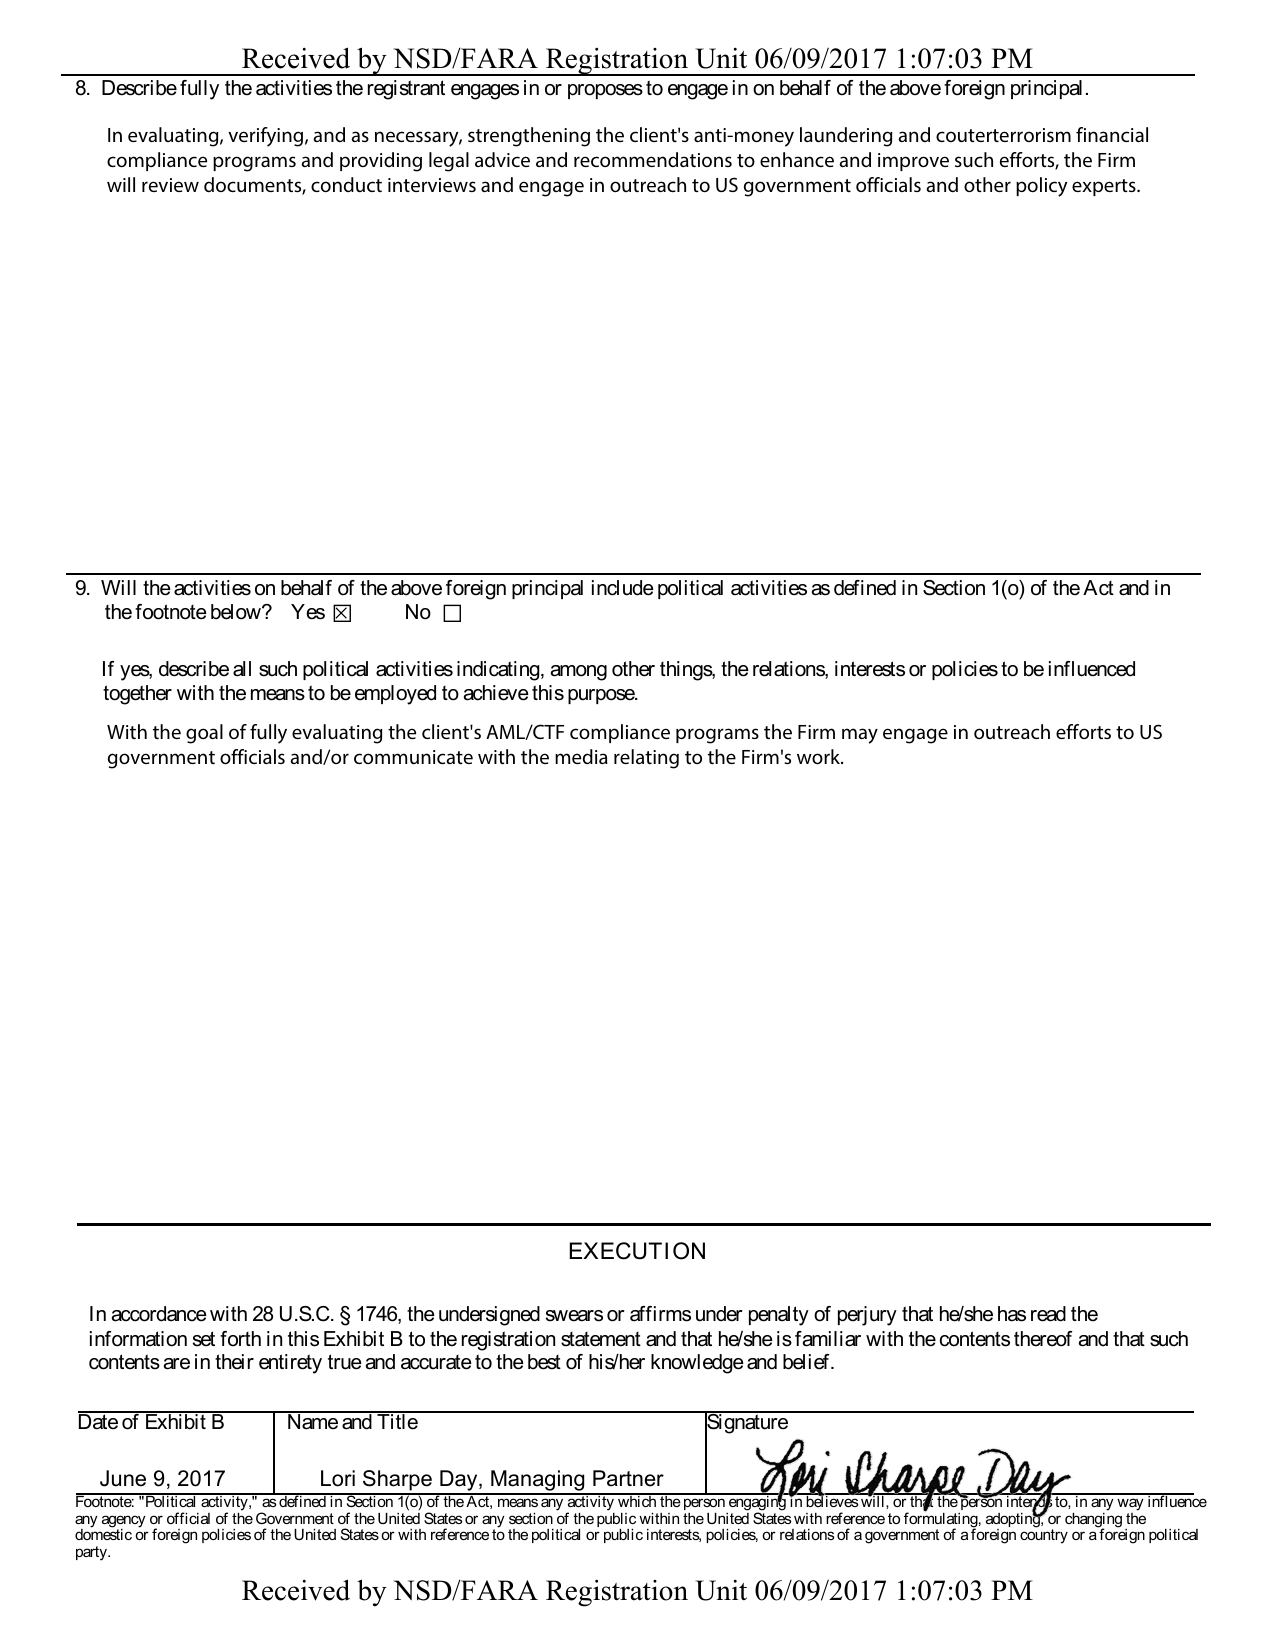 Received by NSD/FARA Registration Unit 06/09/2017 1:07:03 PM
8. Describe fully the activities the registrant engages in or proposes to engage in on behalf of the above foreign principal.
In evaluating, verifying, and as necessary, strengthening the client's anti-money laundering and couterterrorism financial
compliance programs and providing legal advice and recommendations to enhance and improve such efforts, the Firm
will review documents, conduct interviews and engage in outreach to US government officials and other policy experts.
9. Will the activities on behalf of the above foreign principal include political activities as defined in Section 1(o) of the Act and in
the footnote below? Yes ☒ No ☐
If yes, describe all such political activities indicating, among other things, the relations, interests or policies to be influenced
together with the means to be employed to achieve this purpose.
With the goal of fully evaluating the client's AML/CTF compliance programs the Firm may engage in outreach efforts to US
government officials and/or communicate with the media relating to the Firm's work.
EXECUTION
In accordance with 28 U.S.C. § 1746, the undersigned swears or affirms under penalty of perjury that he/she has read the
information set forth in this Exhibit B to the registration statement and that he/she is familiar with the contents thereof and that such
contents are in their entirety true and accurate to the best of his/her knowledge and belief.
Date of Exhibit B Name and Title Signature
June 9, 2017 Lori Sharpe Day, Managing Partner Lori Sharpe Day
Footnote: "Political activity," as defined in Section 1(o) of the Act, means any activity which the person engaging in believes will, or that the person intends to, in any way influence
any agency or official of the Government of the United States or any section of the public within the United States with reference to formulating, adopting, or changing the
domestic or foreign policies of the United States or with reference to the political or public interests, policies, or relations of a government of a foreign country or a foreign political
party.
Received by NSD/FARA Registration Unit 06/09/2017 1:07:03 PM